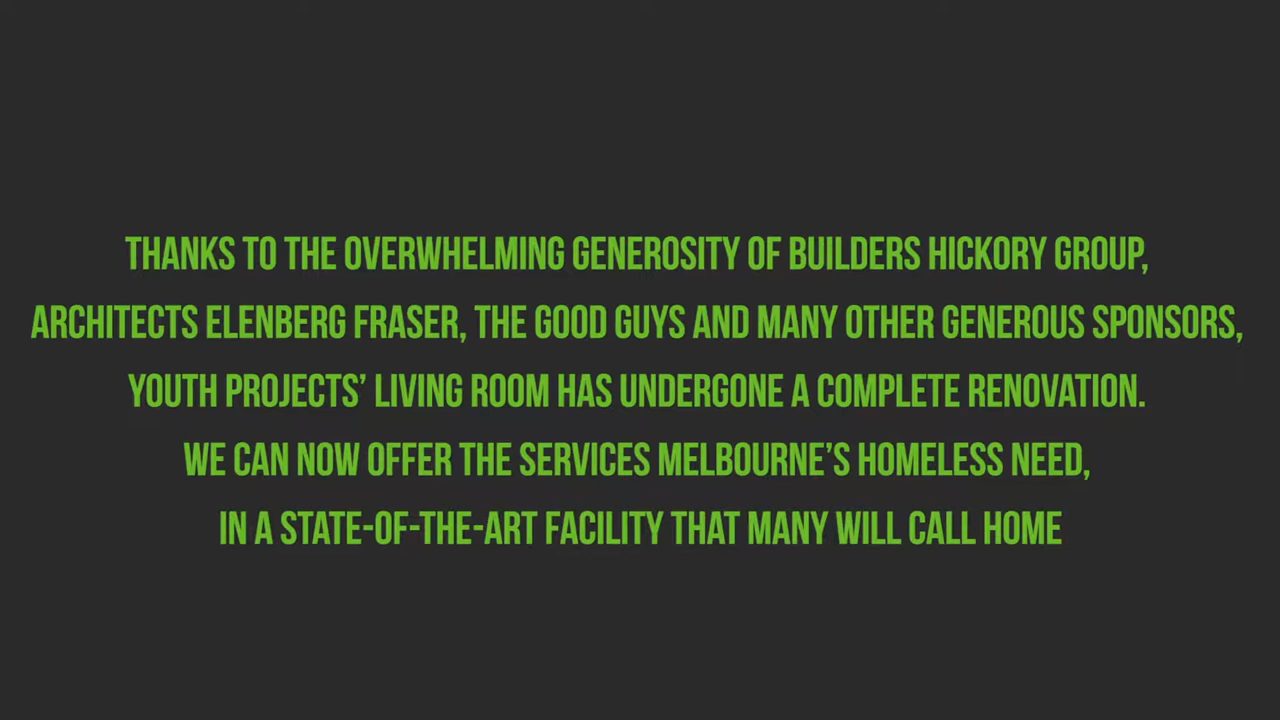 THANKS TO THE OVERWHELMING GENEROSITY OF BUILDERS HICKORY GROUP,
ARCHITECTS ELENBERG FRASER, THE GOOD GUYS AND MANY OTHER GENEROUS SPONSORS,
YOUTH PROJECTS’ LIVING ROOM HAS UNDERGONE A COMPLETE RENOVATION.
WE CAN NOW OFFER THE SERVICES MELBOURNE’S HOMELESS NEED,
IN A STATE-OF-THE-ART FACILITY THAT MANY WILL CALL HOME